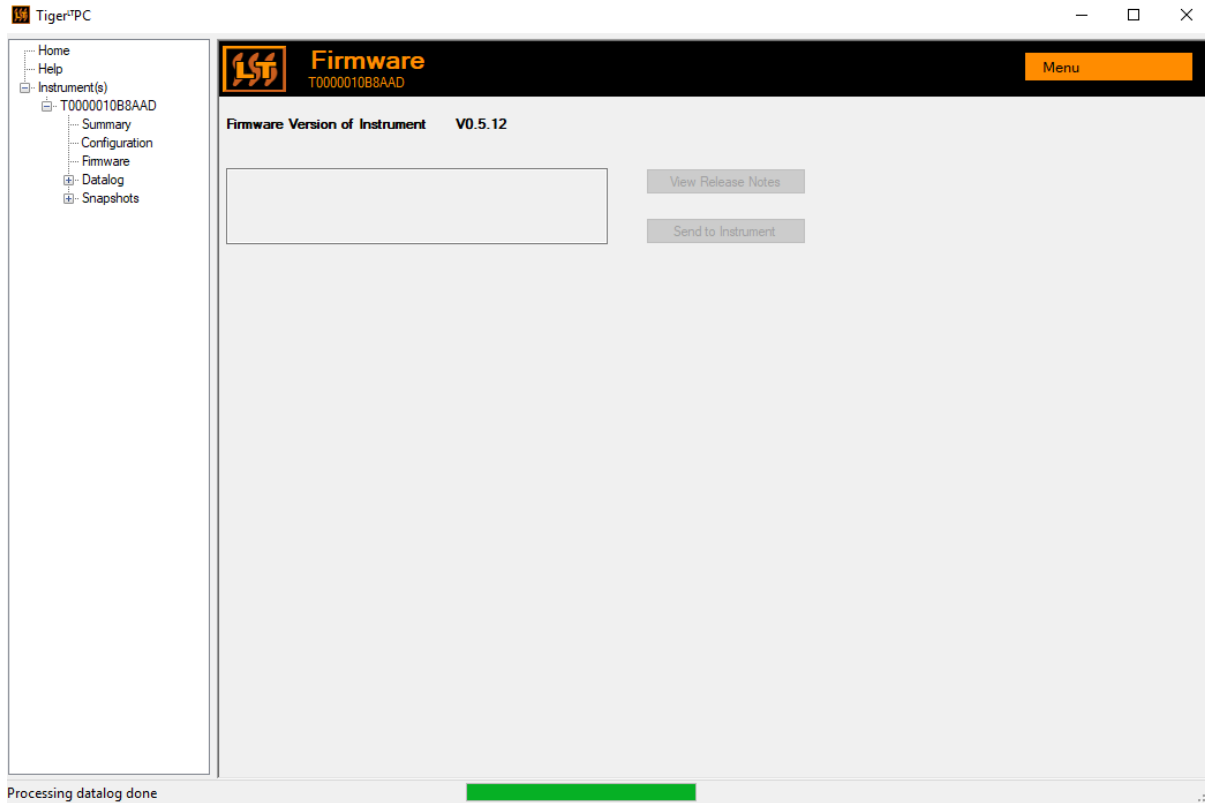 TigerLTPC
Home
Help
Instrument(s)
T0000010B8AAD
Summary
Configuration
Firmware
Datalog
Snapshots
LST
Firmware
T0000010B8AAD
Menu
Firmware Version of Instrument V0.5.12
View Release Notes
Send to Instrument
Processing datalog done